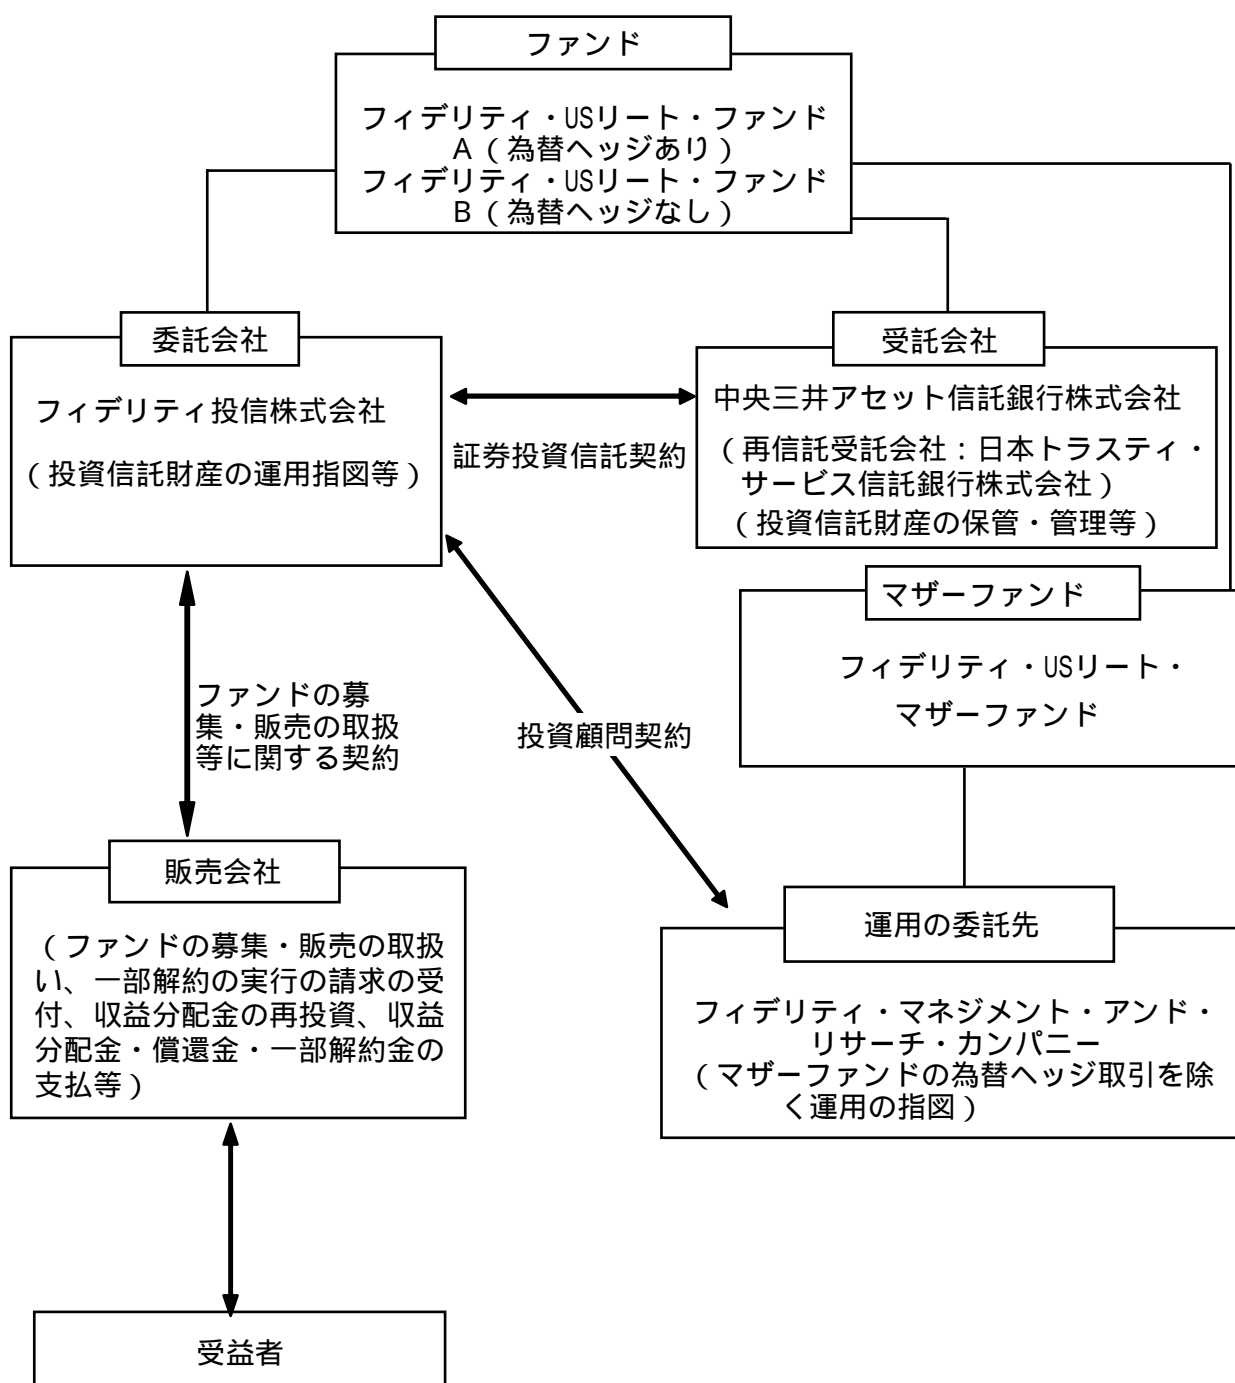 ファンド
フィデリティ・USリート・ファンド
A（為替ヘッジあり）
フィデリティ・USリート・ファンド
B（為替ヘッジなし）
委託会社
フィデリティ投信株式会社
（投資信託財産の運用指図等）
証券投資信託契約
受託会社
中央三井アセット信託銀行株式会社
（再信託受託会社：日本トラスティ・
サービス信託銀行株式会社）
（投資信託財産の保管・管理等）
マザーファンド
フィデリティ・USリート・
マザーファンド
ファンドの募
集・販売の取扱
等に関する契約
投資顧問契約
販売会社
（ファンドの募集・販売の取扱
い、一部解約の実行の請求の受
付、収益分配金の再投資、収益
分配金・償還金・一部解約金の
支払等）
運用の委託先
フィデリティ・マネジメント・アンド・
リサーチ・カンパニー
（マザーファンドの為替ヘッジ取引を除
く運用の指図）
受益者